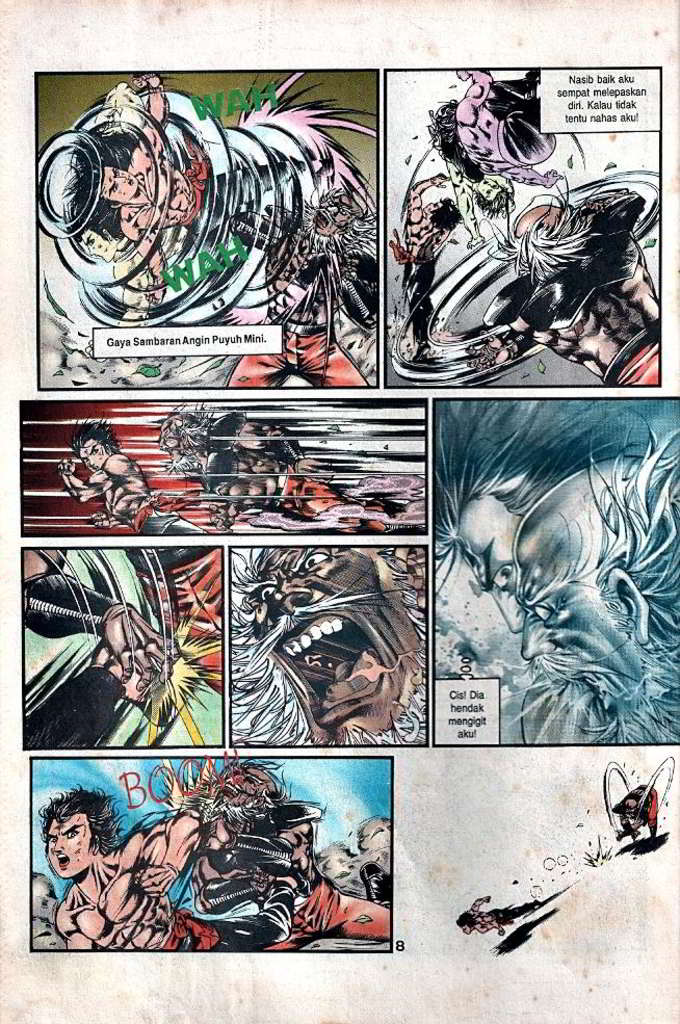 WAH
WAH
Gaya Sambaran Angin Puyuh Mini.
Nasib baik aku
sempat melepaskan
diri. Kalau tidak
tentu nahas aku!
Cis! Dia
hendak
mengigit
aku!
BOOM!
8